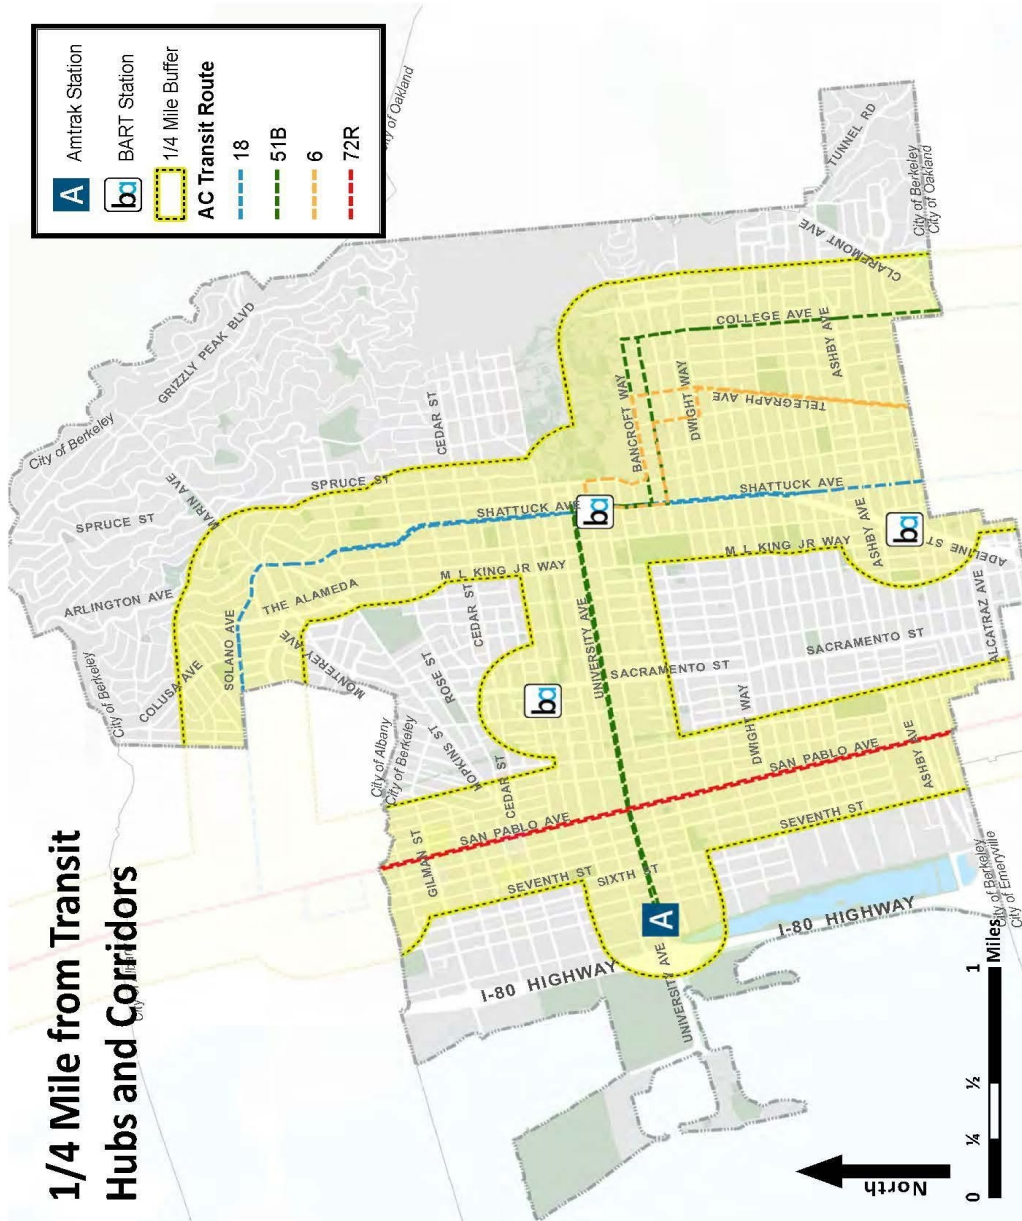 1/4 Mile from Transit
Hubs and Corridors
A
Amtrak Station
ba
BART Station
1/4 Mile Buffer
AC Transit Route
18
51B
6
72R
City of Oakland
City of Berkeley
GRIZZLY PEAK BLVD
SPRUCE ST
MARIN AVE
SPRUCE ST
CEDAR ST
ARLINGTON AVE
City of Berkeley
COLUSA AVE
SOLANO AVE
THE ALAMEDA
MONTEREY AVE
SHATTUCK AVE
M L KING JR WAY
CEDAR ST
ROSE ST
HOPKINS ST
CEDAR ST
City of Albany
City of Berkeley
GILMAN ST
SAN PABLO AVE
SEVENTH ST
SIXTH ST
ba
ba
UNIVERSITY AVE
SACRAMENTO ST
SACRAMENTO ST
BANCROFT WAY
DWIGHT WAY
COLLEGE AVE
TELEGRAPH AVE
ASHBY AVE
CLAREMONT AVE
TUNNEL RD
City of Berkeley
City of Oakland
SHATTUCK AVE
M L KING JR WAY
ASHBY AVE
ba
ADELINE ST
ALCATRAZ AVE
DWIGHT WAY
SAN PABLO AVE
ASHBY AVE
SEVENTH ST
A
I-80 HIGHWAY
I-80 HIGHWAY
UNIVERSITY AVE
City of Berkeley
City of Emeryville
North
0
¼
½
1
Miles